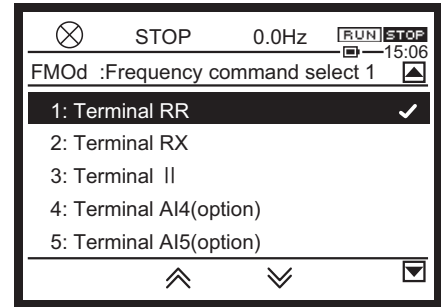 STOP 0.0Hz RUN STOP
15:06
FMOd :Frequency command select 1
1: Terminal RR
2: Terminal RX
3: Terminal II
4: Terminal AI4(option)
5: Terminal AI5(option)